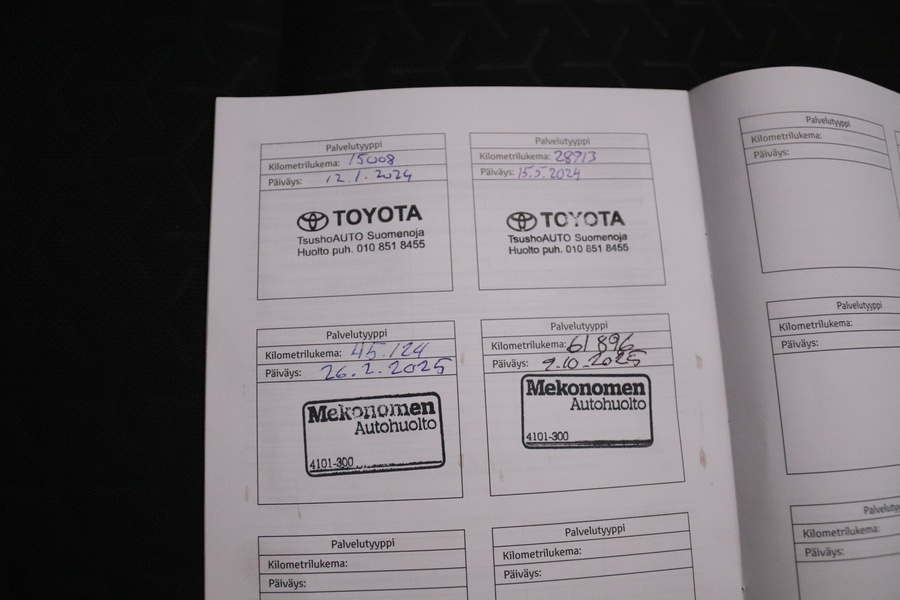 Palvelutyyppi
Kilometrilukema: 15008
Päiväys: 12.1.2024
TOYOTA
TsushoAUTO Suomenoja
Huolto puh. 010 851 8455
Palvelutyyppi
Kilometrilukema: 28913
Päiväys: 15.5.2024
TOYOTA
TsushoAUTO Suomenoja
Huolto puh. 010 851 8455
Palvelutyyppi
Kilometrilukema: 45.124
Päiväys: 26.2.2025
Mekonomen
Autohuolto
4101-300
Palvelutyyppi
Kilometrilukema: 61896
Päiväys: 9.10.2025
Mekonomen
Autohuolto
4101-300
Palvelutyyppi
Kilometrilukema:
Päiväys:
Palvelutyyppi
Kilometrilukema:
Päiväys:
Palvelutyyppi
Kilometrilukema:
Päiväys:
Palvelutyyppi
Kilometrilukema:
Päiväys:
Kilometrilukema:
Päiväys: